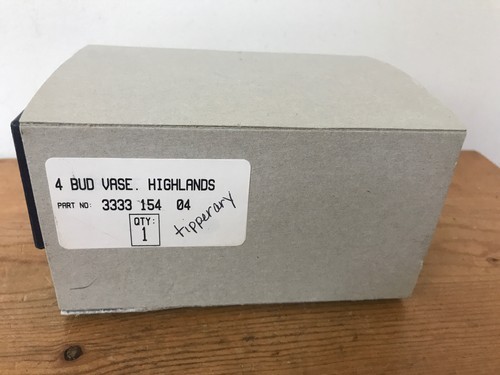 4 BUD VASE. HIGHLANDS
PART NO: 3333 154 04
QTY:
1
tipperary